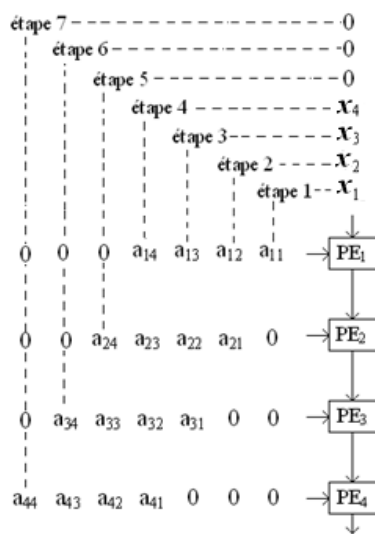 étape 7 0
étape 6 0
étape 5 0
étape 4 x₄
étape 3 x₃
étape 2 x₂
étape 1 x₁
0 0 0 a₁₄ a₁₃ a₁₂ a₁₁ PE₁
0 0 a₂₄ a₂₃ a₂₂ a₂₁ 0 PE₂
0 a₃₄ a₃₃ a₃₂ a₃₁ 0 0 PE₃
a₄₄ a₄₃ a₄₂ a₄₁ 0 0 0 PE₄